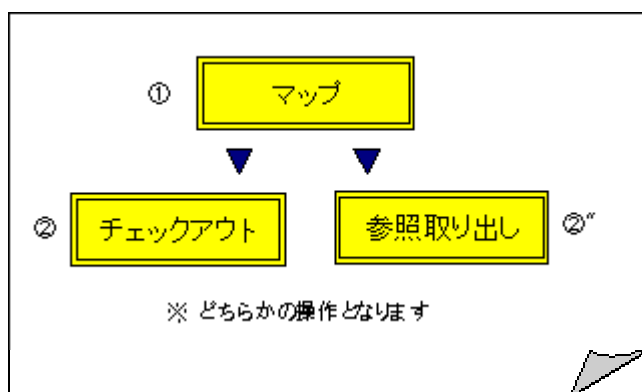 ① マップ
② チェックアウト 参照取り出し ②″
※ どちらかの操作となります